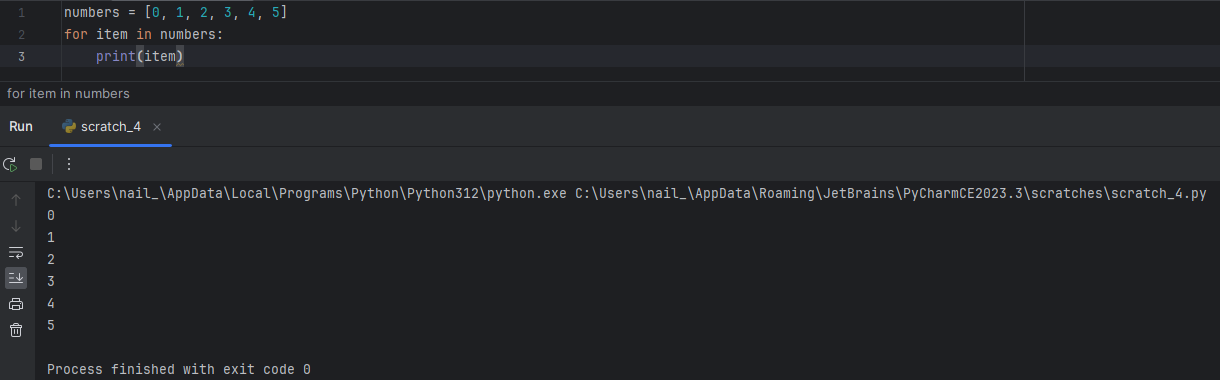 1 numbers = [0, 1, 2, 3, 4, 5]
2 for item in numbers:
3     print(item)
for item in numbers
Run scratch_4 ×
C:\Users\nail_\AppData\Local\Programs\Python\Python312\python.exe C:\Users\nail_\AppData\Roaming\JetBrains\PyCharmCE2023.3\scratches\scratch_4.py
0
1
2
3
4
5
Process finished with exit code 0